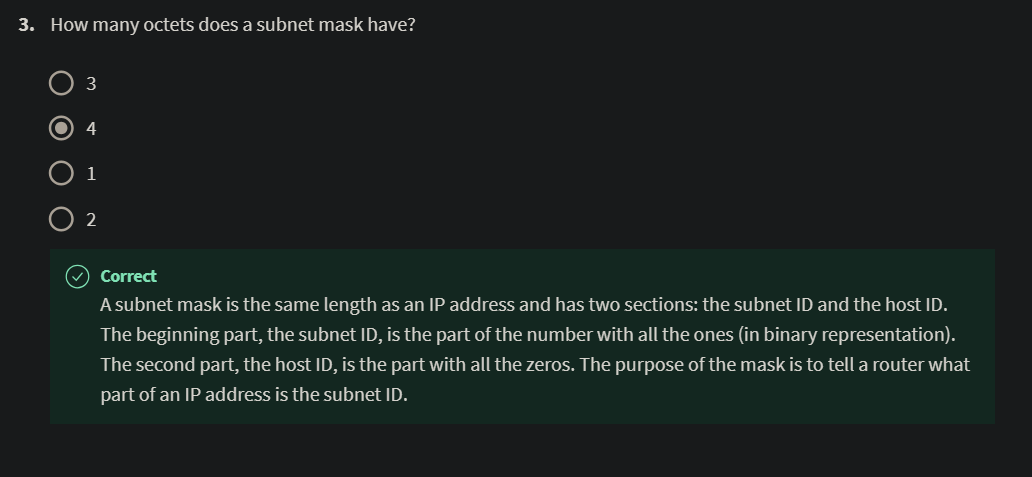 3. How many octets does a subnet mask have?
3
4
1
2
Correct
A subnet mask is the same length as an IP address and has two sections: the subnet ID and the host ID.
The beginning part, the subnet ID, is the part of the number with all the ones (in binary representation).
The second part, the host ID, is the part with all the zeros. The purpose of the mask is to tell a router what
part of an IP address is the subnet ID.